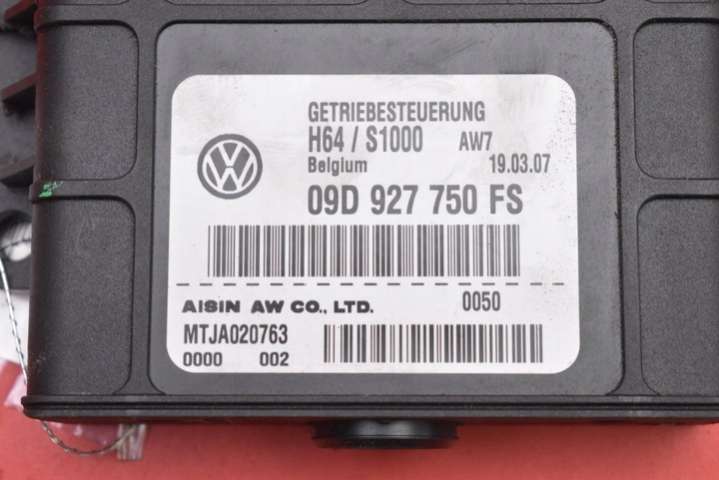 GETRIEBESTEUERUNG
H64 / S1000 AW7
Belgium 19.03.07
09D 927 750 FS
AISIN AW CO., LTD. 0050
MTJA020763
0000 002